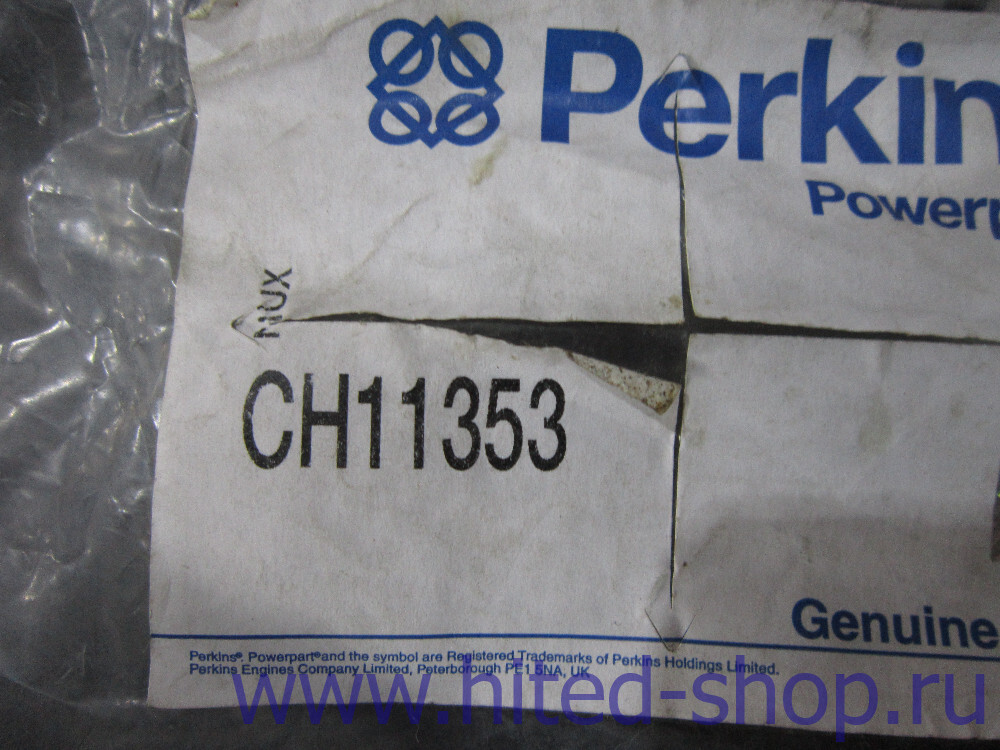 Perkin
Powerp
NUX
CH11353
Genuine
Perkins®, Powerpart® and the symbol are Registered Trademarks of Perkins Holdings Limited.
Perkins Engines Company Limited, Peterborough PE1 5NA, UK
www.hited-shop.ru